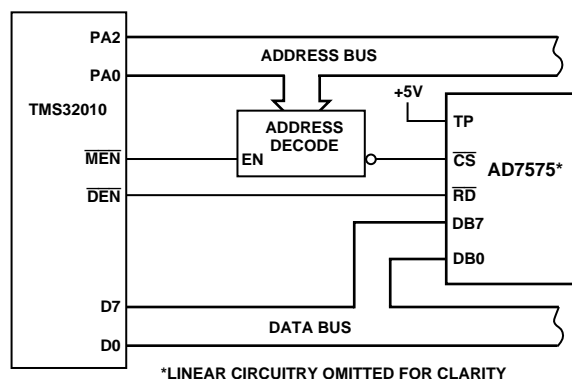 PA2
ADDRESS BUS
PA0
+5V
TMS32010
TP
ADDRESS
DECODE
MEN
EN
CS
AD7575*
DEN
RD
DB7
DB0
D7
DATA BUS
D0
*LINEAR CIRCUITRY OMITTED FOR CLARITY